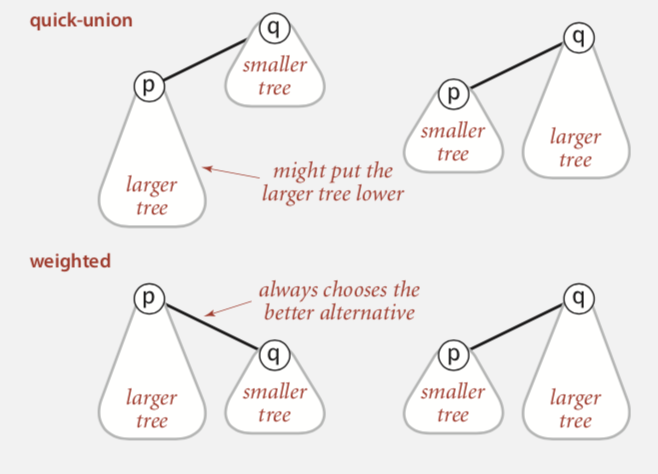 quick-union
q
smaller
tree
p
larger
tree
might put the
larger tree lower
q
p
smaller
tree
larger
tree
weighted
p
always chooses the
better alternative
q
larger
tree
smaller
tree
q
p
smaller
tree
larger
tree